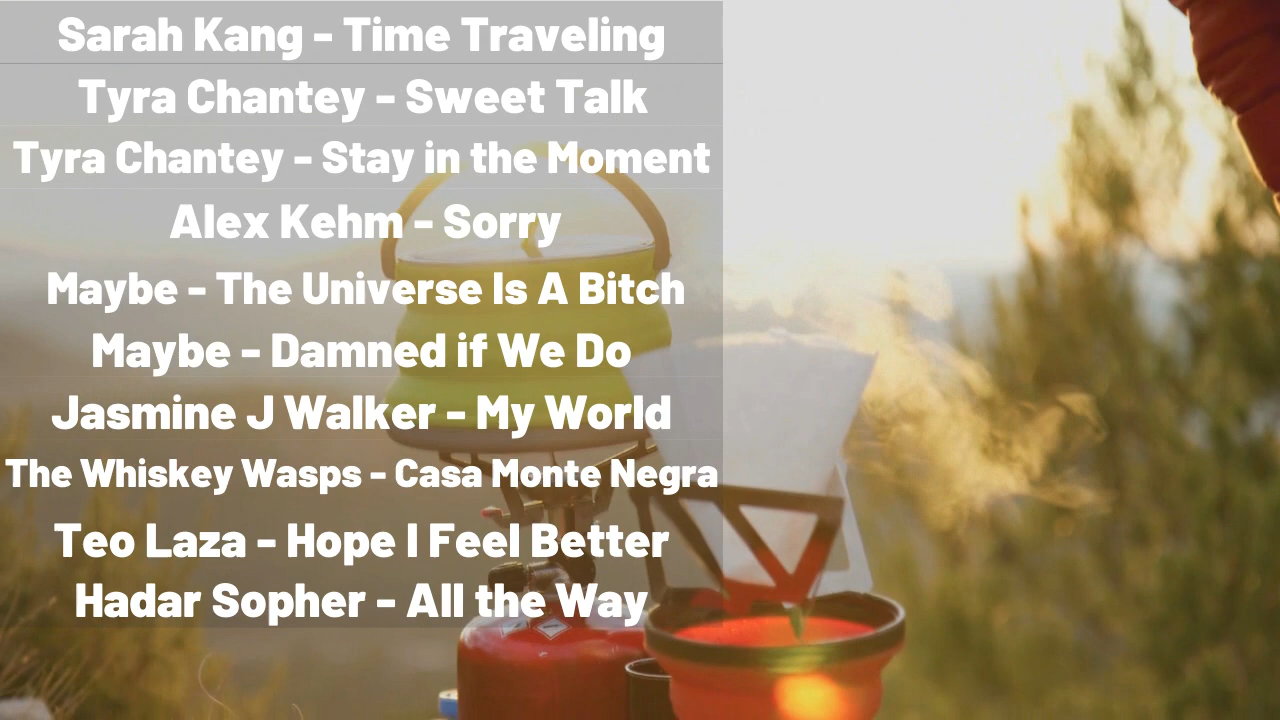 Sarah Kang - Time Traveling
Tyra Chantey - Sweet Talk
Tyra Chantey - Stay in the Moment
Alex Kehm - Sorry
Maybe - The Universe Is A Bitch
Maybe - Damned if We Do
Jasmine J Walker - My World
The Whiskey Wasps - Casa Monte Negra
Teo Laza - Hope I Feel Better
Hadar Sopher - All the Way